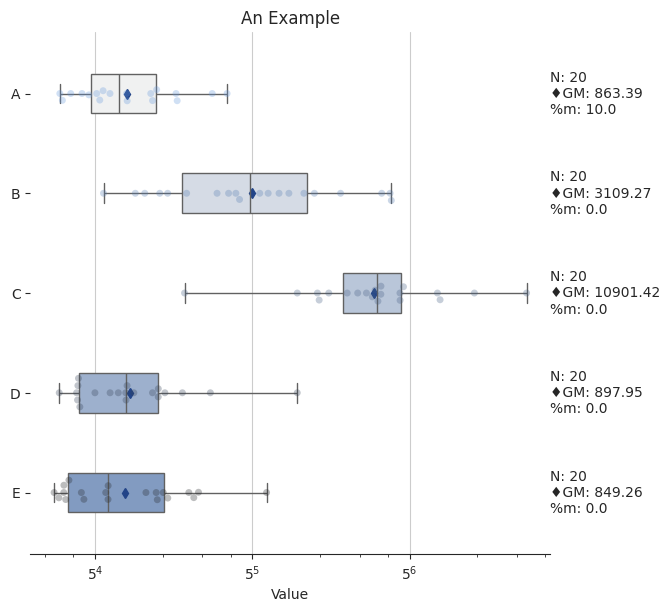 An Example
A
N: 20
♦GM: 863.39
%m: 10.0
B
N: 20
♦GM: 3109.27
%m: 0.0
C
N: 20
♦GM: 10901.42
%m: 0.0
D
N: 20
♦GM: 897.95
%m: 0.0
E
N: 20
♦GM: 849.26
%m: 0.0
5⁴ 5⁵ 5⁶
Value